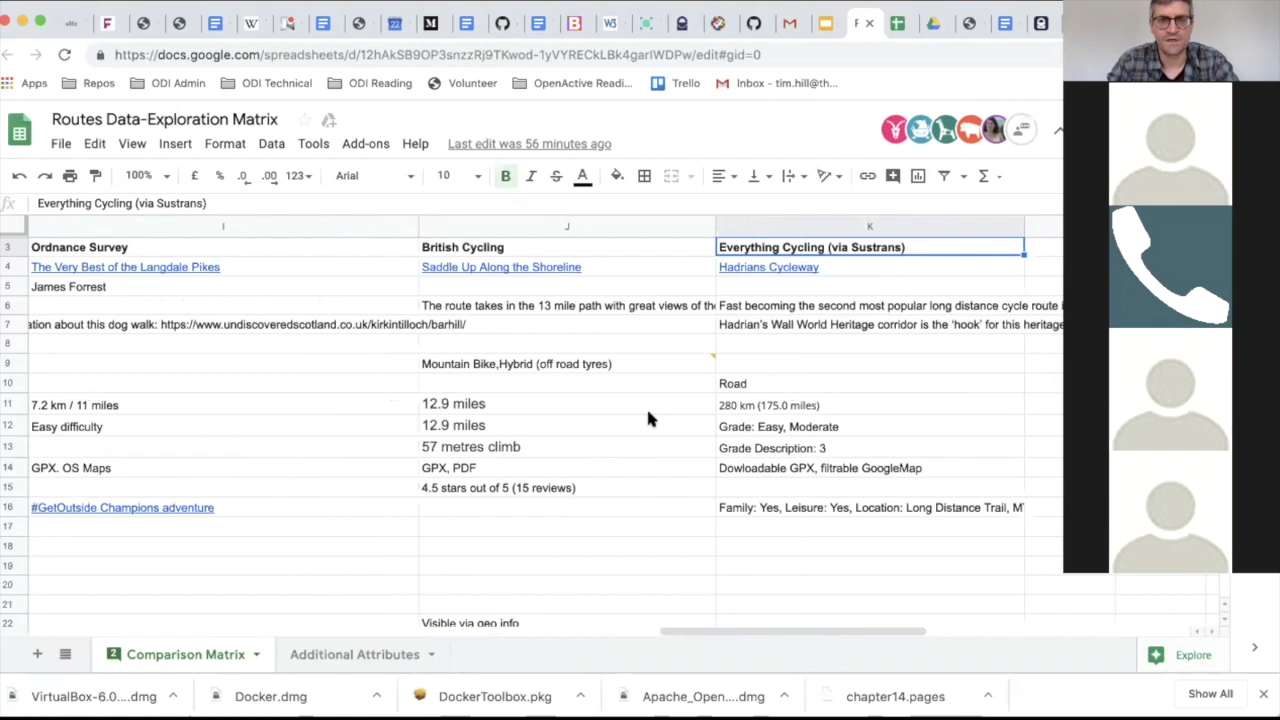 https://docs.google.com/spreadsheets/d/12hAkSB9OP3snzzRj9TKwod-1yVYRECkLBk4garIWDPw/edit#gid=0
Apps Repos ODI Admin ODI Technical ODI Reading Volunteer OpenActive Readi... Trello Inbox - tim.hill@th...
Routes Data-Exploration Matrix
File Edit View Insert Format Data Tools Add-ons Help Last edit was 56 minutes ago
100% £ % .0 .00 123 Arial 10 B I S A
fx Everything Cycling (via Sustrans)
I J K
3 Ordnance Survey British Cycling Everything Cycling (via Sustrans)
4 The Very Best of the Langdale Pikes Saddle Up Along the Shoreline Hadrians Cycleway
5 James Forrest
6 The route takes in the 13 mile path with great views of the Fast becoming the second most popular long distance cycle route i
7 ation about this dog walk: https://www.undiscoveredscotland.co.uk/kirkintilloch/barhill/ Hadrian's Wall World Heritage corridor is the 'hook' for this heritage
8
9 Mountain Bike,Hybrid (off road tyres)
10 Road
11 7.2 km / 11 miles 12.9 miles 280 km (175.0 miles)
12 Easy difficulty 12.9 miles Grade: Easy, Moderate
13 57 metres climb Grade Description: 3
14 GPX. OS Maps GPX, PDF Dowloadable GPX, filtrable GoogleMap
15 4.5 stars out of 5 (15 reviews)
16 #GetOutside Champions adventure Family: Yes, Leisure: Yes, Location: Long Distance Trail, M
17
18
19
20
21
22 Visible via geo info
2 Comparison Matrix Additional Attributes Explore
VirtualBox-6.0....dmg Docker.dmg DockerToolbox.pkg Apache_Open....dmg chapter14.pages Show All